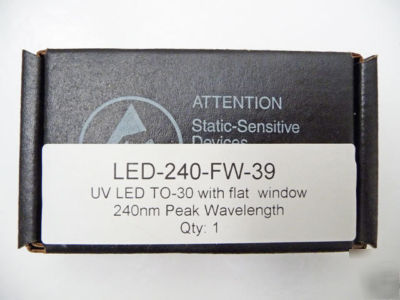 ATTENTION
Static-Sensitive
Devices
LED-240-FW-39
UV LED TO-30 with flat window
240nm Peak Wavelength
Qty: 1